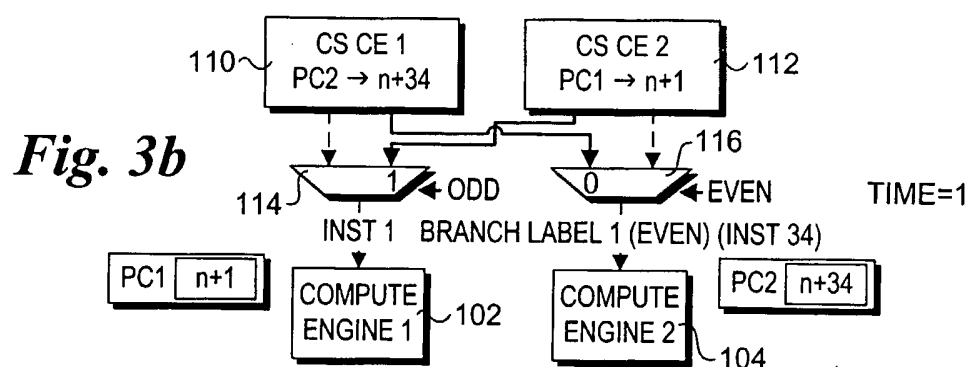 110
CS CE 1
PC2 → n+34
CS CE 2
PC1 → n+1
112
Fig. 3b
114
1
ODD
0
116
EVEN
TIME=1
INST 1
BRANCH LABEL 1 (EVEN) (INST 34)
PC1
n+1
COMPUTE
ENGINE 1
102
COMPUTE
ENGINE 2
104
PC2
n+34